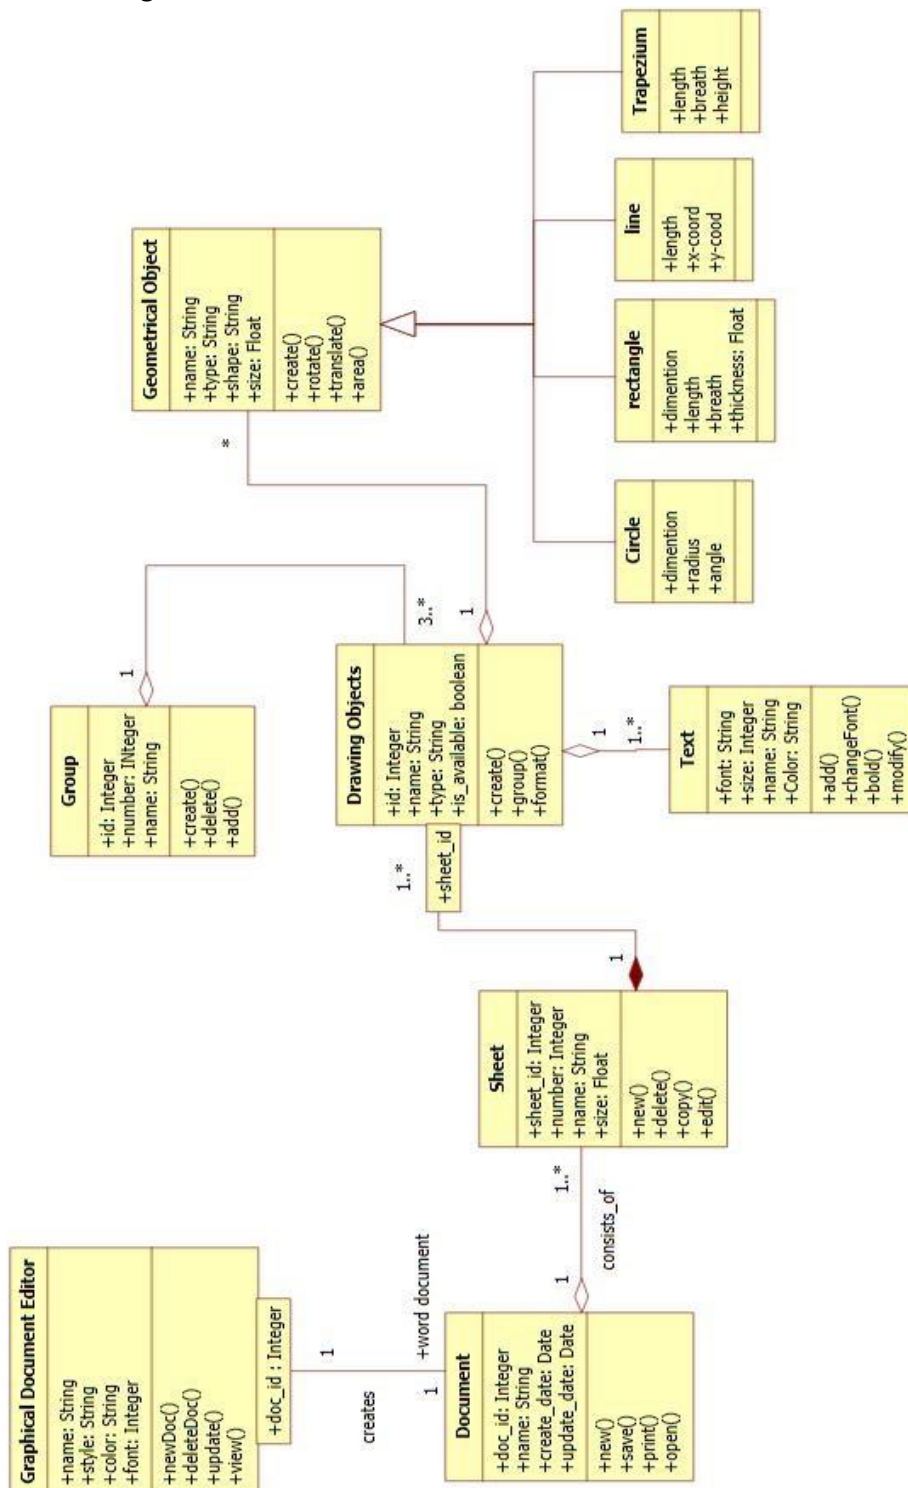 g
Graphical Document Editor
+name: String
+style: String
+color: String
+font: Integer
+newDoc()
+deleteDoc()
+update()
+view()
+doc_id : Integer
1
creates
+word document
1
Document
+doc_id: Integer
+name: String
+create_date: Date
+update_date: Date
+new()
+save()
+print()
+open()
1
consists_of
1..*
Sheet
+sheet_id: Integer
+number: Integer
+name: String
+size: Float
+new()
+delete()
+copy()
+edit()
1
1..*
+sheet_id
Group
+id: Integer
+number: INteger
+name: String
+create()
+delete()
+add()
1
3..*
Drawing Objects
+id: Integer
+name: String
+type: String
+is_available: boolean
+create()
+group()
+format()
1
1..*
Text
+font: String
+size: Integer
+name: String
+Color: String
+add()
+changeFont()
+bold()
+modify()
1
*
Geometrical Object
+name: String
+type: String
+shape: String
+size: Float
+create()
+rotate()
+translate()
+area()
Circle
+dimention
+radius
+angle
rectangle
+dimention
+length
+breath
+thickness: Float
line
+length
+x-coord
+y-cood
Trapezium
+length
+breath
+height